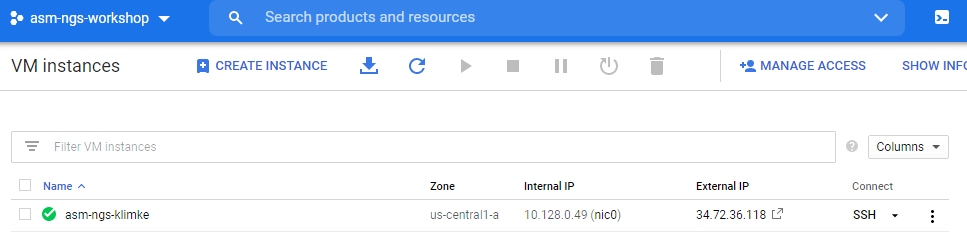 asm-ngs-workshop Search products and resources
VM instances CREATE INSTANCE MANAGE ACCESS SHOW INFO
Filter VM instances Columns
Name Zone Internal IP External IP Connect
asm-ngs-klimke us-central1-a 10.128.0.49 (nic0) 34.72.36.118 SSH